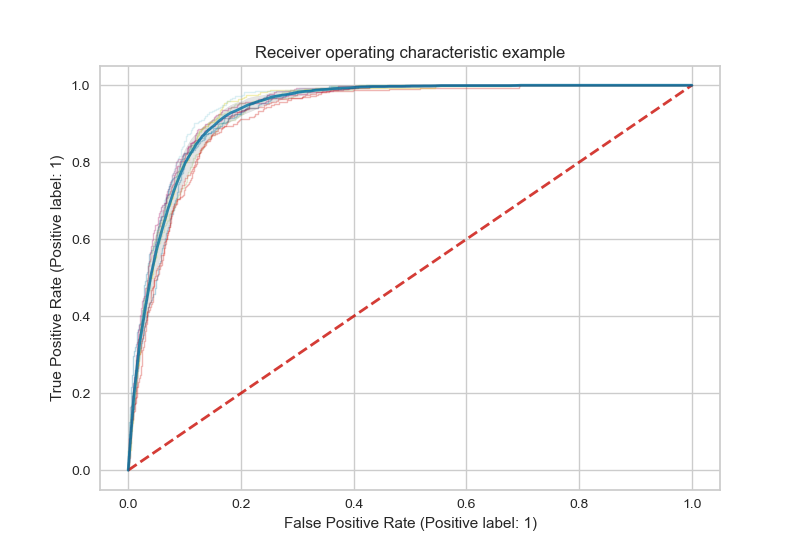 Receiver operating characteristic example
True Positive Rate (Positive label: 1)
1.0
0.8
0.6
0.4
0.2
0.0
0.0 0.2 0.4 0.6 0.8 1.0
False Positive Rate (Positive label: 1)